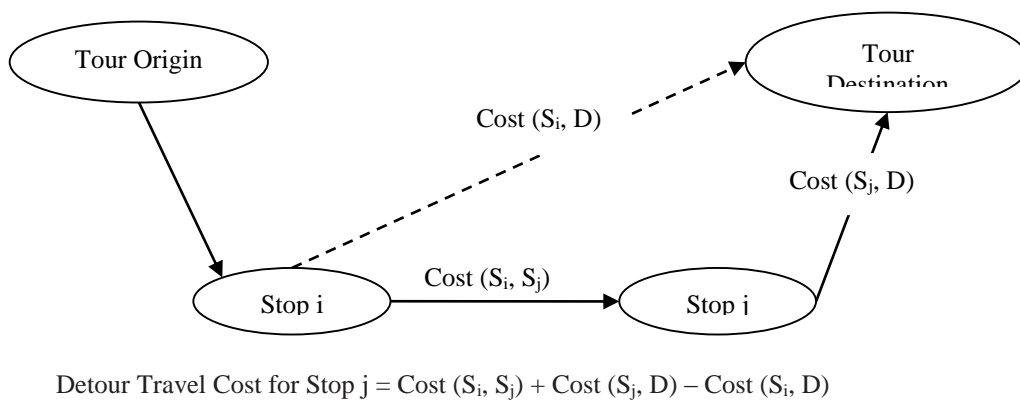 Tour Origin
Tour
Destination
Cost (Sᵢ, D)
Cost (Sⱼ, D)
Cost (Sᵢ, Sⱼ)
Stop i
Stop j
Detour Travel Cost for Stop j = Cost (Sᵢ, Sⱼ) + Cost (Sⱼ, D) – Cost (Sᵢ, D)